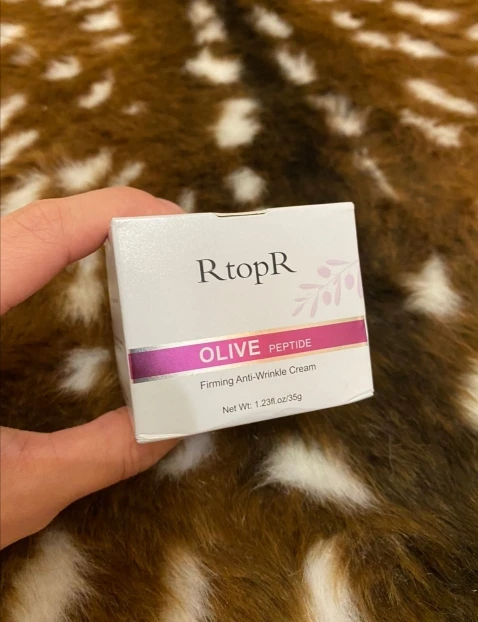 RtopR
OLIVE PEPTIDE
Firming Anti-Wrinkle Cream
Net Wt: 1.23fl.oz/35g